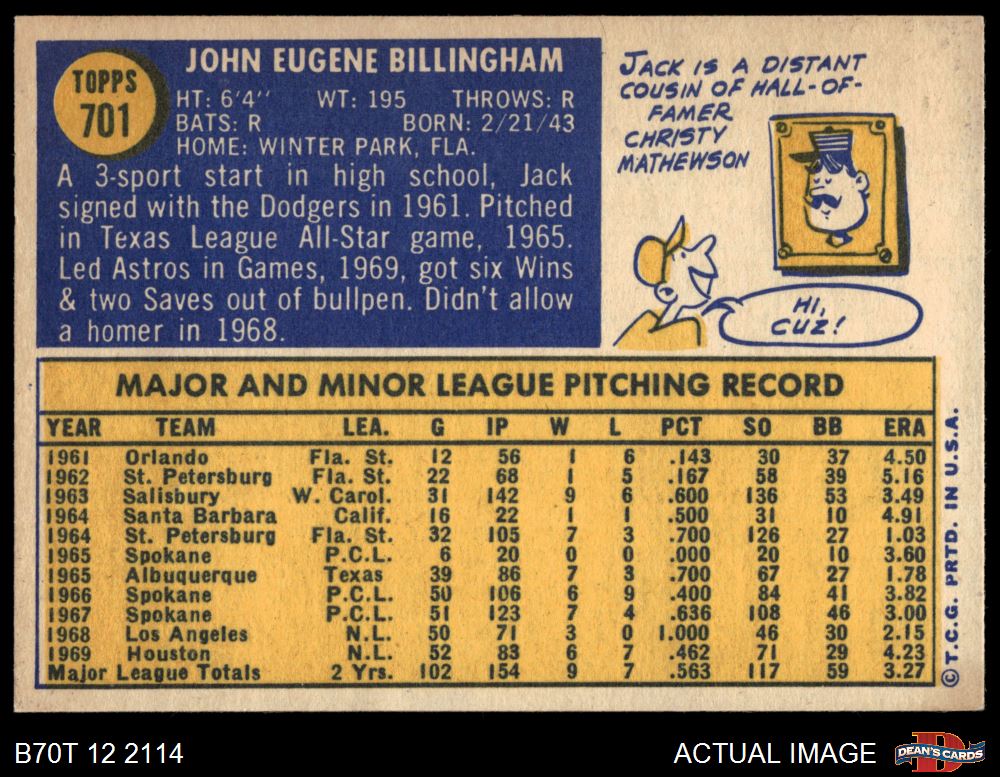 TOPPS
701
JOHN EUGENE BILLINGHAM
HT: 6'4" WT: 195 THROWS: R
BATS: R BORN: 2/21/43
HOME: WINTER PARK, FLA.
A 3-sport start in high school, Jack
signed with the Dodgers in 1961. Pitched
in Texas League All-Star game, 1965.
Led Astros in Games, 1969, got six Wins
& two Saves out of bullpen. Didn't allow
a homer in 1968.
JACK IS A DISTANT
COUSIN OF HALL-OF-
FAMER
CHRISTY
MATHEWSON
HI,
CUZ!
MAJOR AND MINOR LEAGUE PITCHING RECORD
YEAR TEAM LEA. G IP W L PCT SO BB ERA
1961 Orlando Fla. St. 12 56 1 6 .143 30 37 4.50
1962 St. Petersburg Fla. St. 22 68 1 5 .167 58 39 5.16
1963 Salisbury W. Carol. 31 142 9 6 .600 136 53 3.49
1964 Santa Barbara Calif. 16 22 1 1 .500 31 10 4.91
1964 St. Petersburg Fla. St. 32 105 7 3 .700 126 27 1.03
1965 Spokane P.C.L. 6 20 0 0 .000 20 10 3.60
1965 Albuquerque Texas 39 86 7 3 .700 67 27 1.78
1966 Spokane P.C.L. 50 106 6 9 .400 84 41 3.82
1967 Spokane P.C.L. 51 123 7 4 .636 108 46 3.00
1968 Los Angeles N.L. 50 71 3 0 1.000 46 30 2.15
1969 Houston N.L. 52 83 6 7 .462 71 29 4.23
Major League Totals 2 Yrs. 102 154 9 7 .563 117 59 3.27
© T.C.G. PRTD. IN U.S.A.
B70T 12 2114
ACTUAL IMAGE
D
DEAN'S CARDS